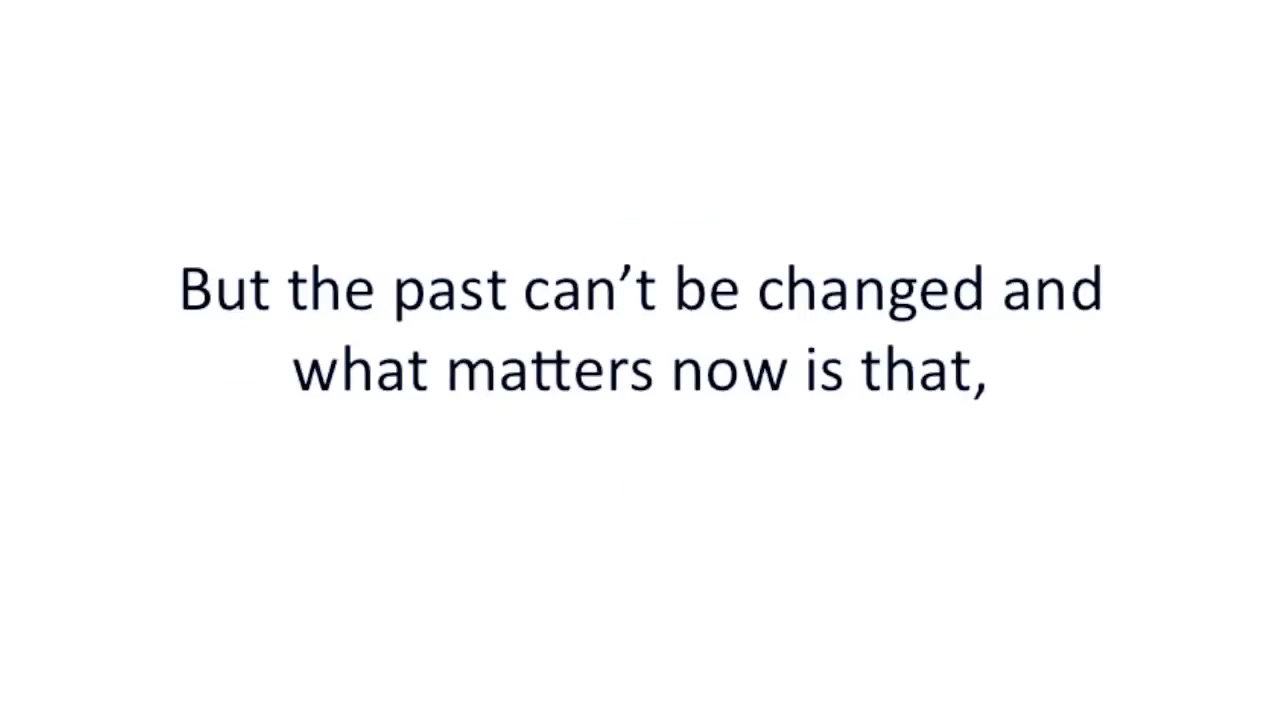 But the past can’t be changed and
what matters now is that,